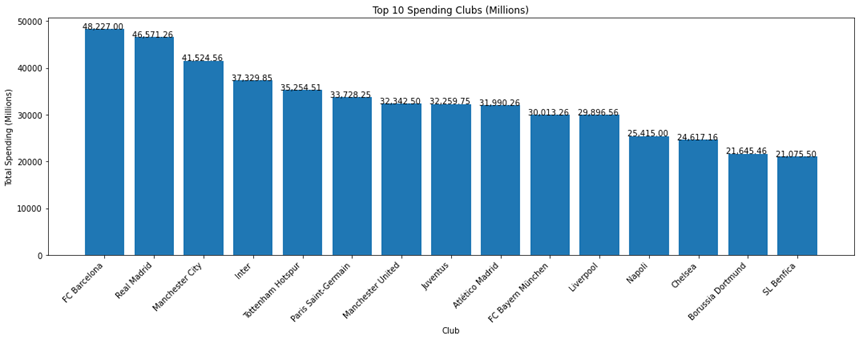 Top 10 Spending Clubs (Millions)
Total Spending (Millions)
50000
40000
30000
20000
10000
0
48,227.00
46,571.26
41,524.56
37,329.85
35,254.51
33,728.25
32,342.50
32,259.75
31,990.26
30,013.26
29,896.56
25,415.00
24,617.16
21,645.46
21,075.50
FC Barcelona
Real Madrid
Manchester City
Inter
Tottenham Hotspur
Paris Saint-Germain
Manchester United
Juventus
Atlético Madrid
FC Bayern München
Liverpool
Napoli
Chelsea
Borussia Dortmund
SL Benfica
Club